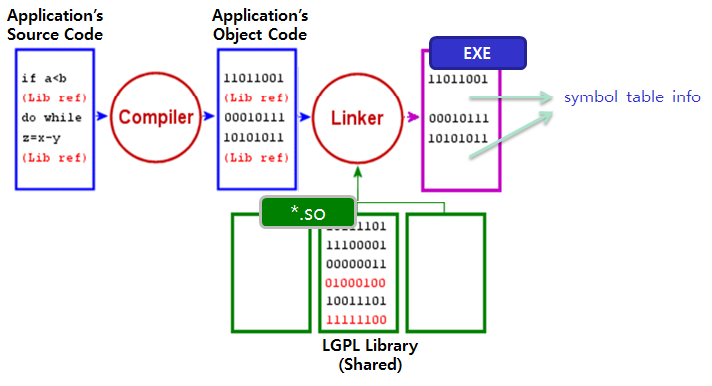 Application's
Source Code
Application's
Object Code
EXE
if a<b
(Lib ref)
do while
z=x-y
(Lib ref)
Compiler
11011001
(Lib ref)
00010111
10101011
(Lib ref)
Linker
11011001
00010111
10101011
symbol table info
*.so
11100001
00000011
01000100
10011101
11111100
LGPL Library
(Shared)